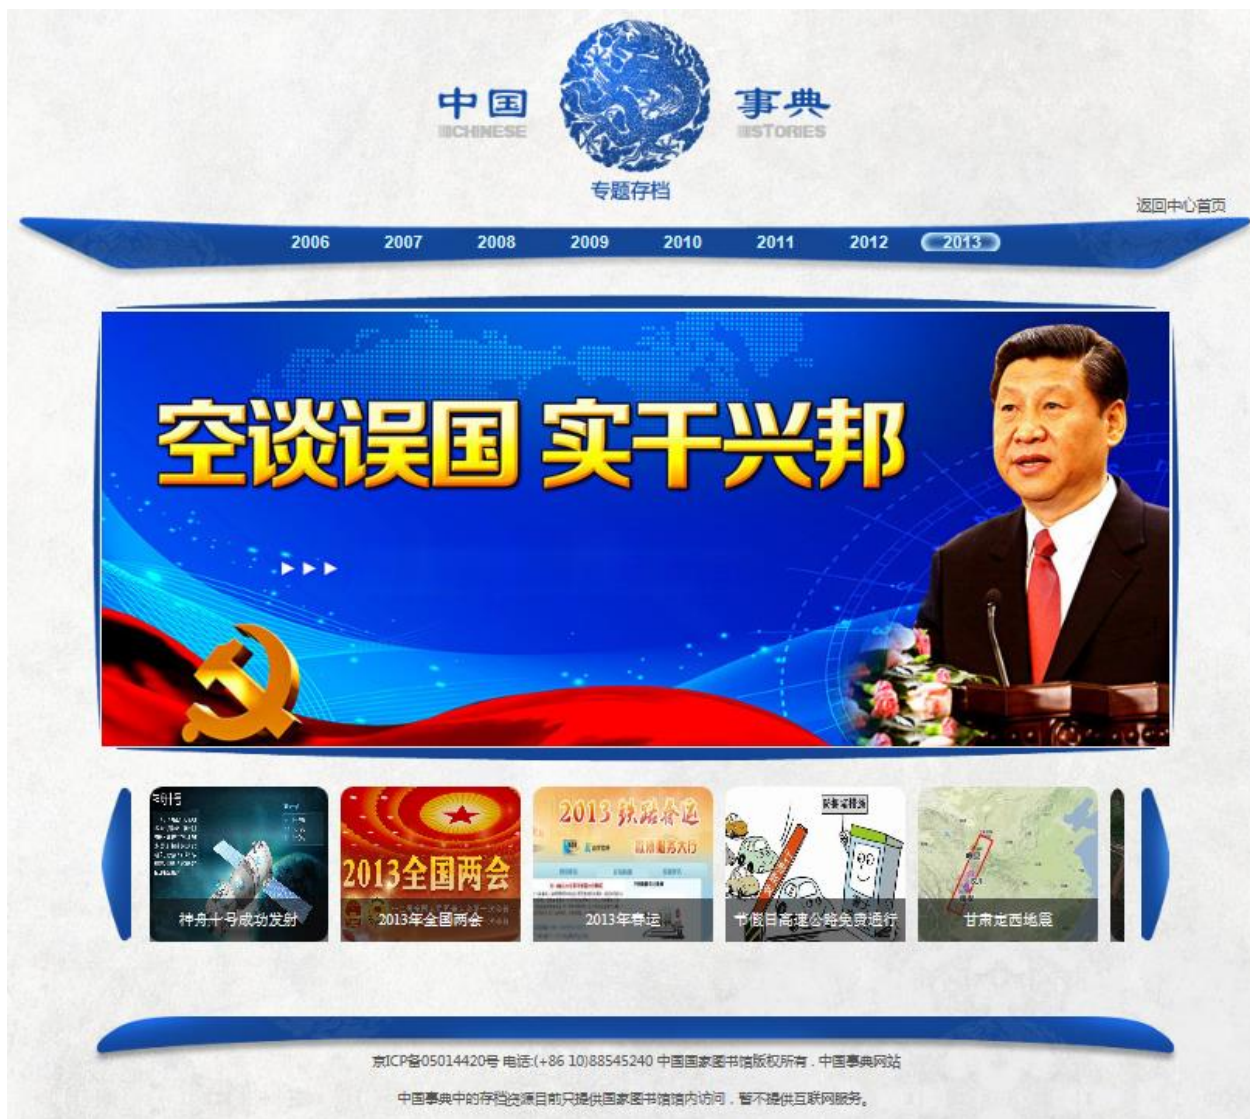 中国 事典
CHINESE STORIES
专题存档
返回中心首页
2006 2007 2008 2009 2010 2011 2012 2013
空谈误国 实干兴邦
2013全国两会
2013 铁路春运
神舟十号成功发射
2013年全国两会
2013年春运
节假日高速公路免费通行
甘肃定西地震
京ICP备05014420号 电话:(+86 10)88545240 中国国家图书馆版权所有 . 中国事典网站
中国事典中的存档资源目前只提供国家图书馆馆内访问，暂不提供互联网服务。